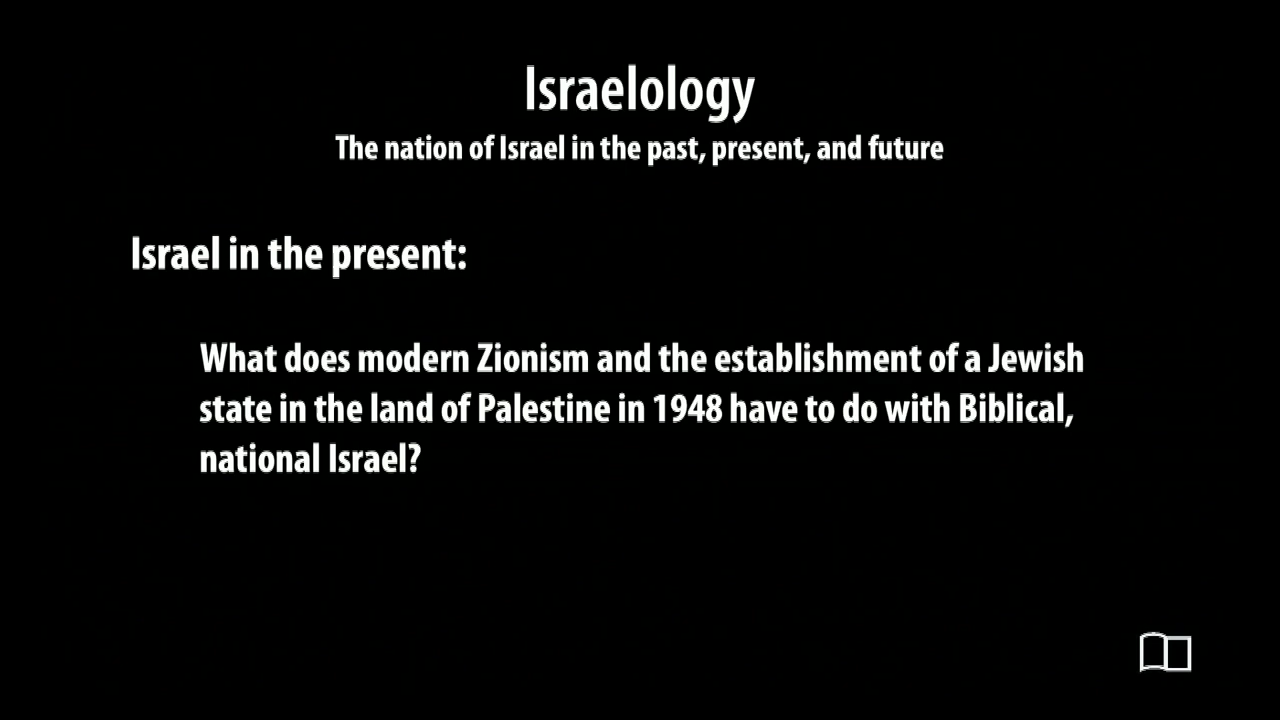 Israelology
The nation of Israel in the past, present, and future
Israel in the present:
What does modern Zionism and the establishment of a Jewish
state in the land of Palestine in 1948 have to do with Biblical,
national Israel?